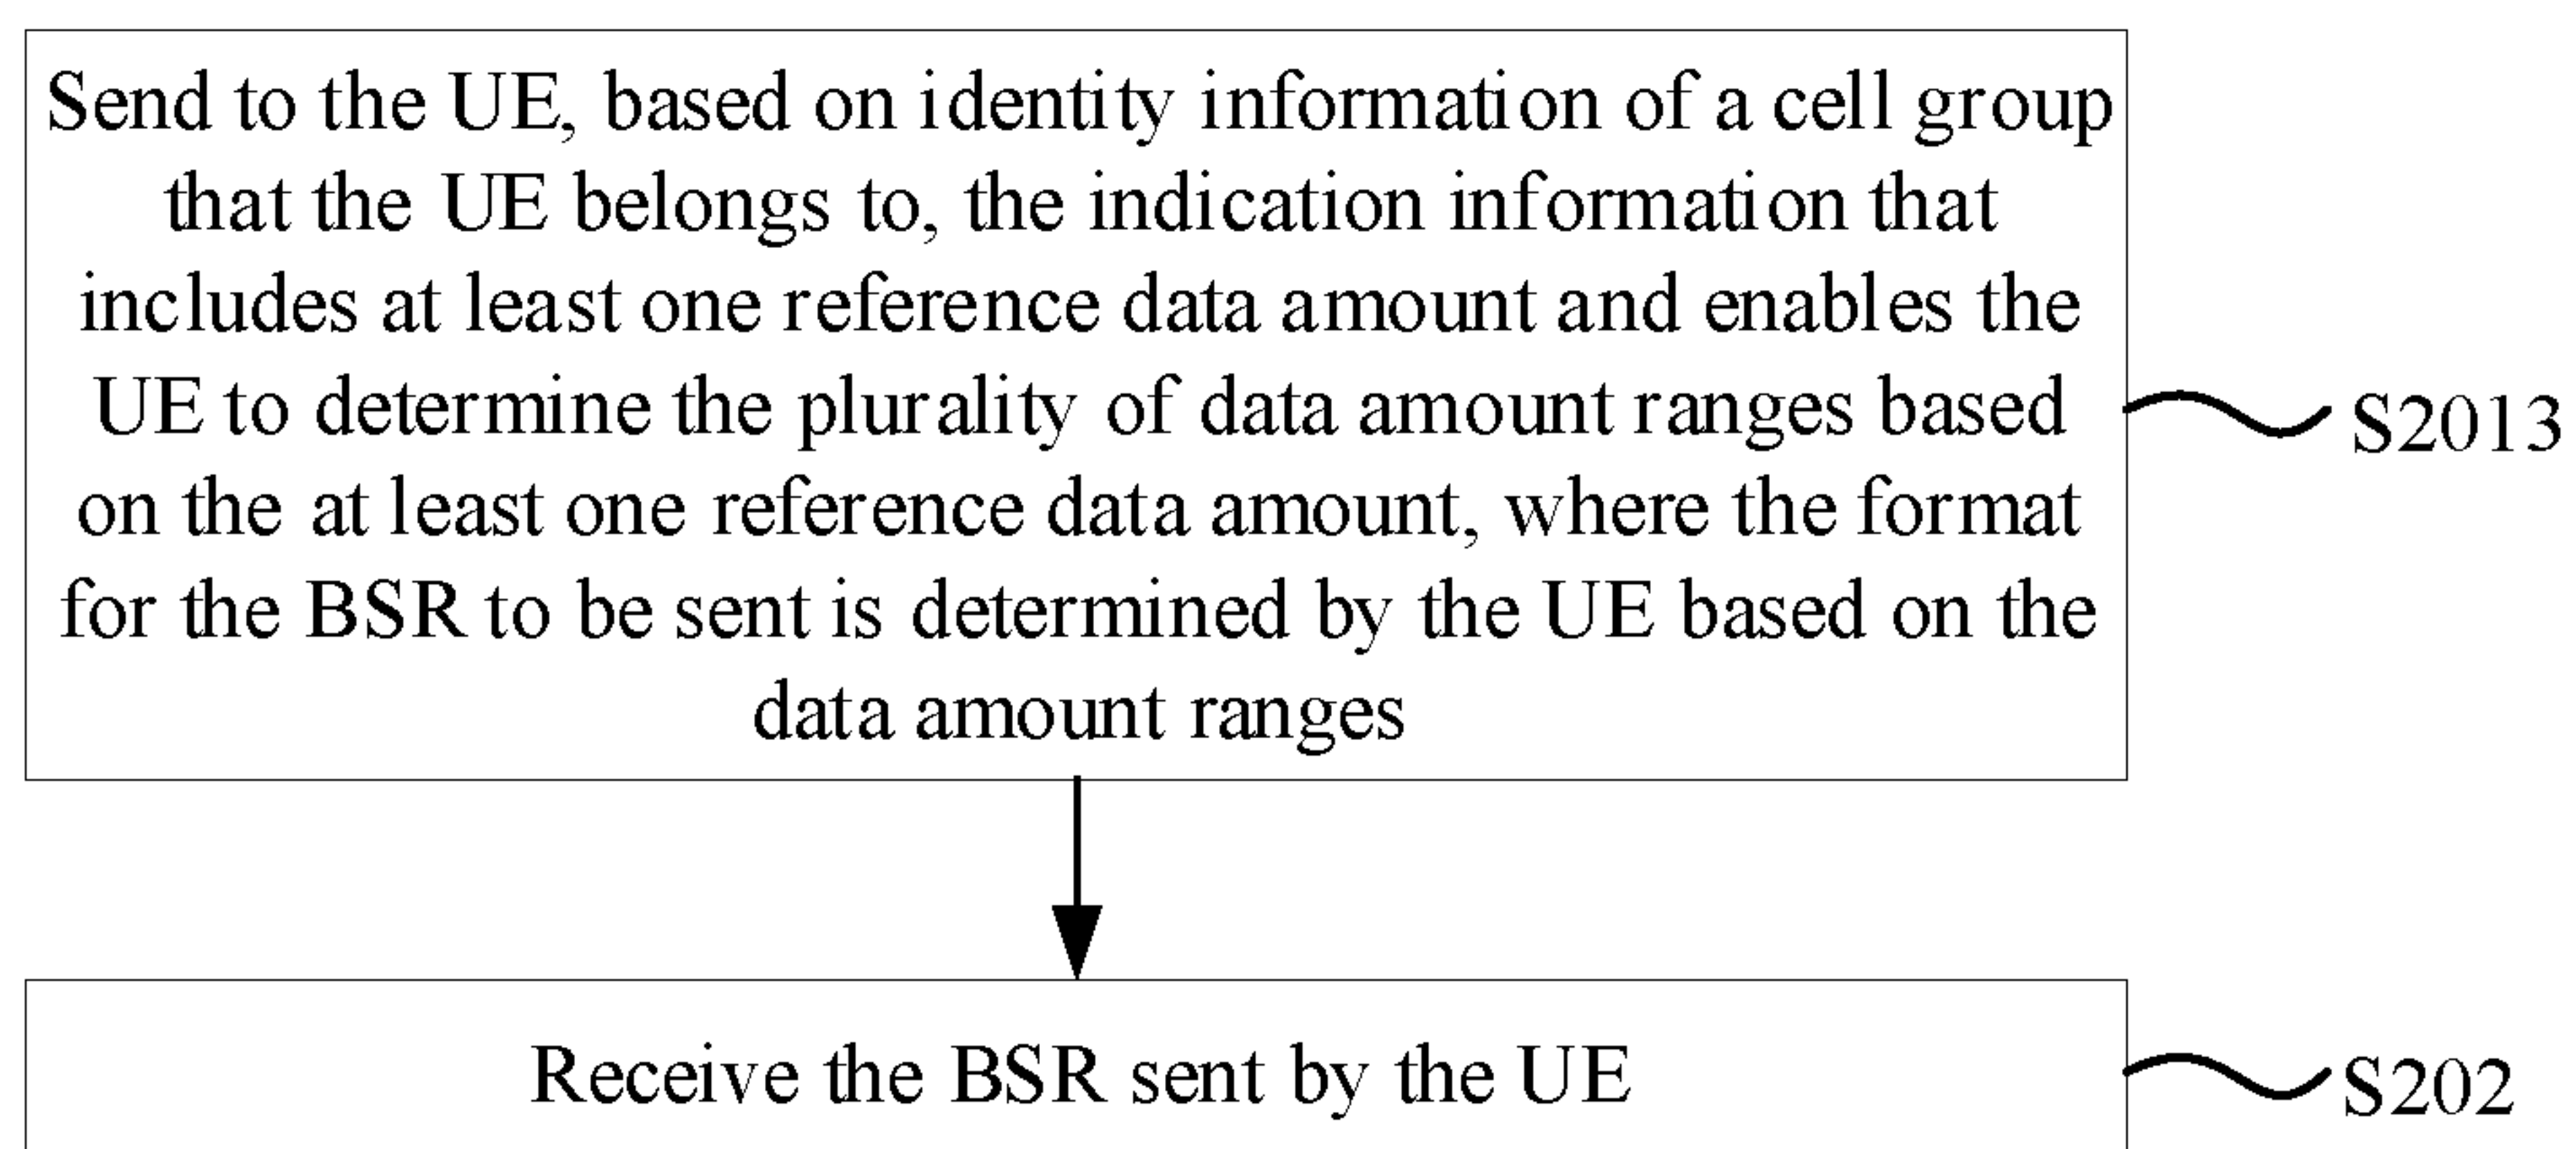 Send to the UE, based on identity information of a cell group
that the UE belongs to, the indication information that
includes at least one reference data amount and enables the
UE to determine the plurality of data amount ranges based
on the at least one reference data amount, where the format
for the BSR to be sent is determined by the UE based on the
data amount ranges
S2013
Receive the BSR sent by the UE
S202